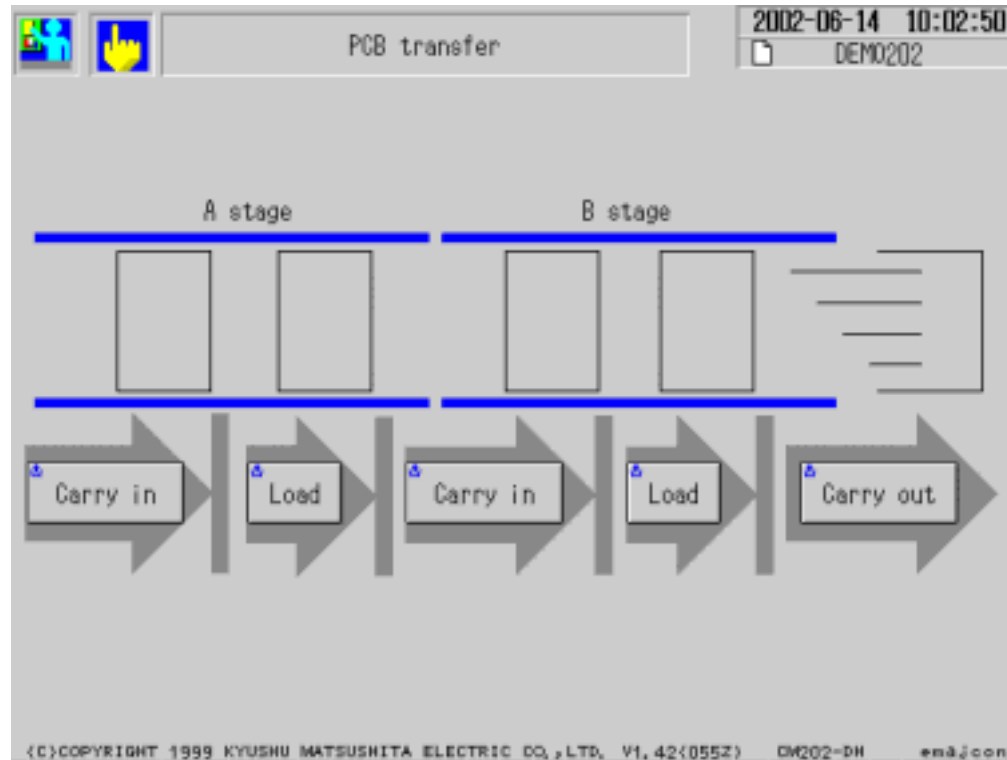 PCB transfer
2002-06-14 10:02:50
DEMO202
A stage B stage
Carry in Load Carry in Load Carry out
(C)COPYRIGHT 1999 KYUSHU MATSUSHITA ELECTRIC CO.,LTD. V1.42(055Z) CM202-DH emajcon